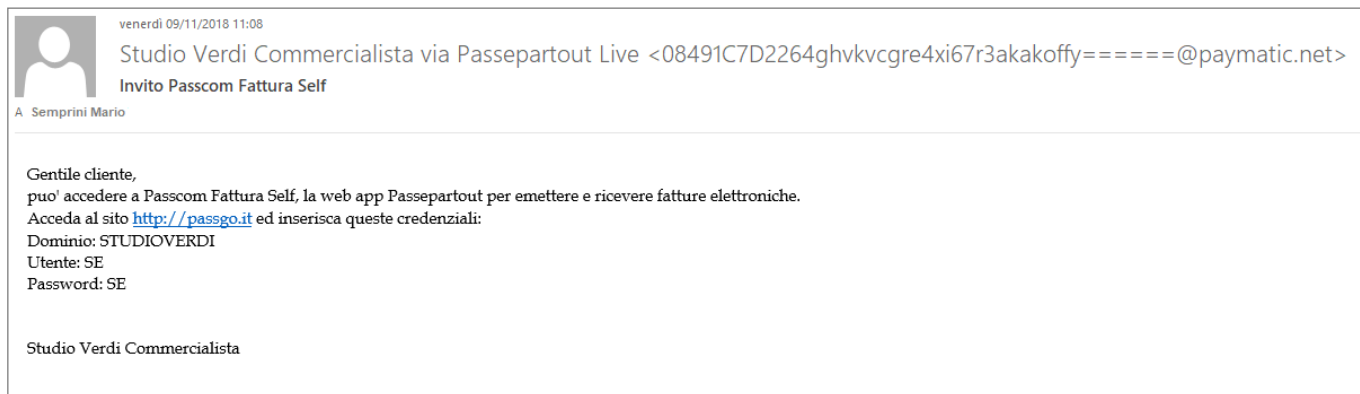 venerdì 09/11/2018 11:08
Studio Verdi Commercialista via Passepartout Live <08491C7D2264ghvkvcgre4xi67r3akakoffy======@paymatic.net>
Invito Passcom Fattura Self
A Semprini Mario
Gentile cliente,
puo' accedere a Passcom Fattura Self, la web app Passepartout per emettere e ricevere fatture elettroniche.
Acceda al sito http://passgo.it ed inserisca queste credenziali:
Dominio: STUDIOVERDI
Utente: SE
Password: SE
Studio Verdi Commercialista